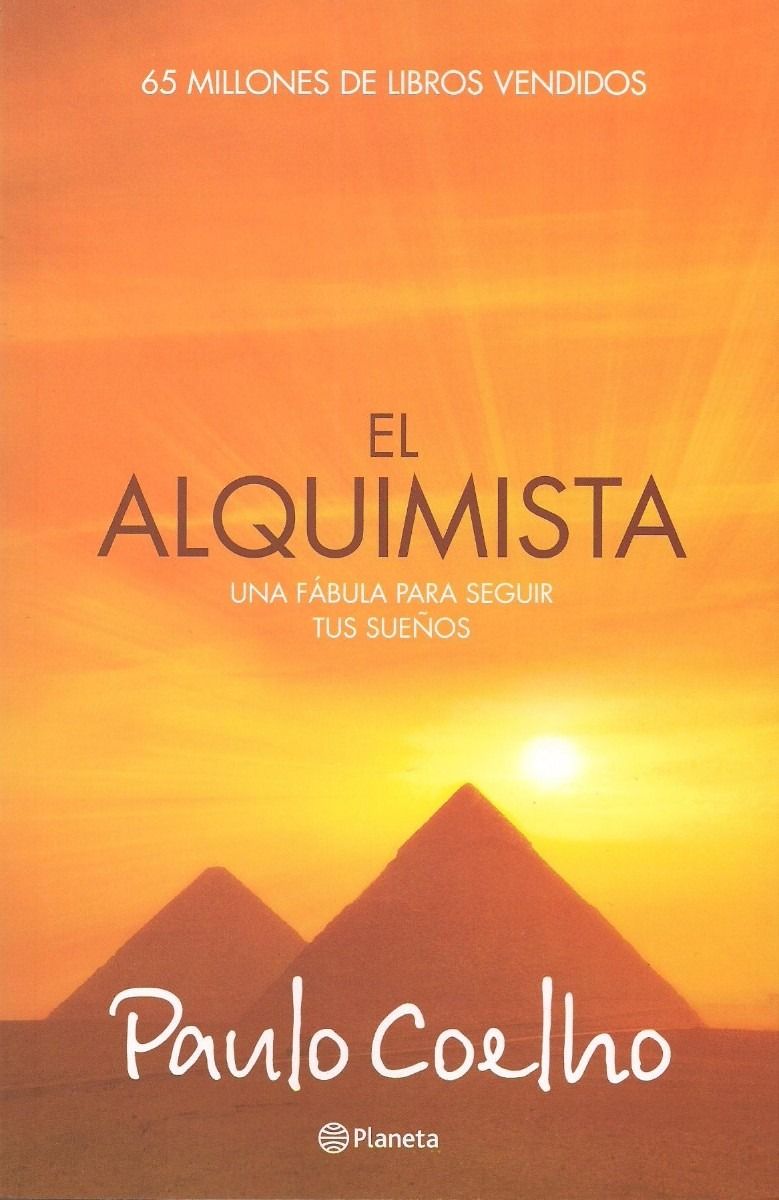 65 MILLONES DE LIBROS VENDIDOS
EL
ALQUIMISTA
UNA FÁBULA PARA SEGUIR
TUS SUEÑOS
Paulo Coelho
Planeta